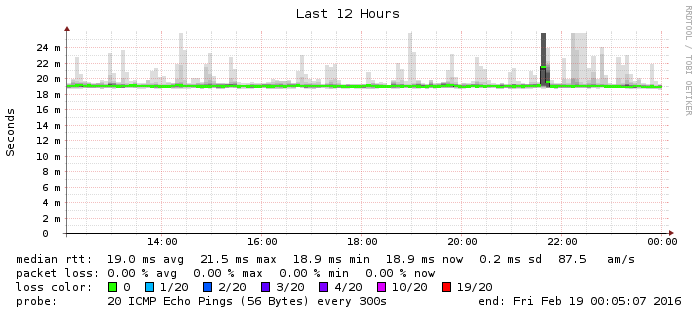 Last 12 Hours
RRDTOOL / TOBI OETIKER
Seconds
24 m
22 m
20 m
18 m
16 m
14 m
12 m
10 m
8 m
6 m
4 m
2 m
0
14:00 16:00 18:00 20:00 22:00 00:00
median rtt: 19.0 ms avg 21.5 ms max 18.9 ms min 18.9 ms now 0.2 ms sd 87.5 am/s
packet loss: 0.00 % avg 0.00 % max 0.00 % min 0.00 % now
loss color: 0 1/20 2/20 3/20 4/20 10/20 19/20
probe: 20 ICMP Echo Pings (56 Bytes) every 300s end: Fri Feb 19 00:05:07 2016